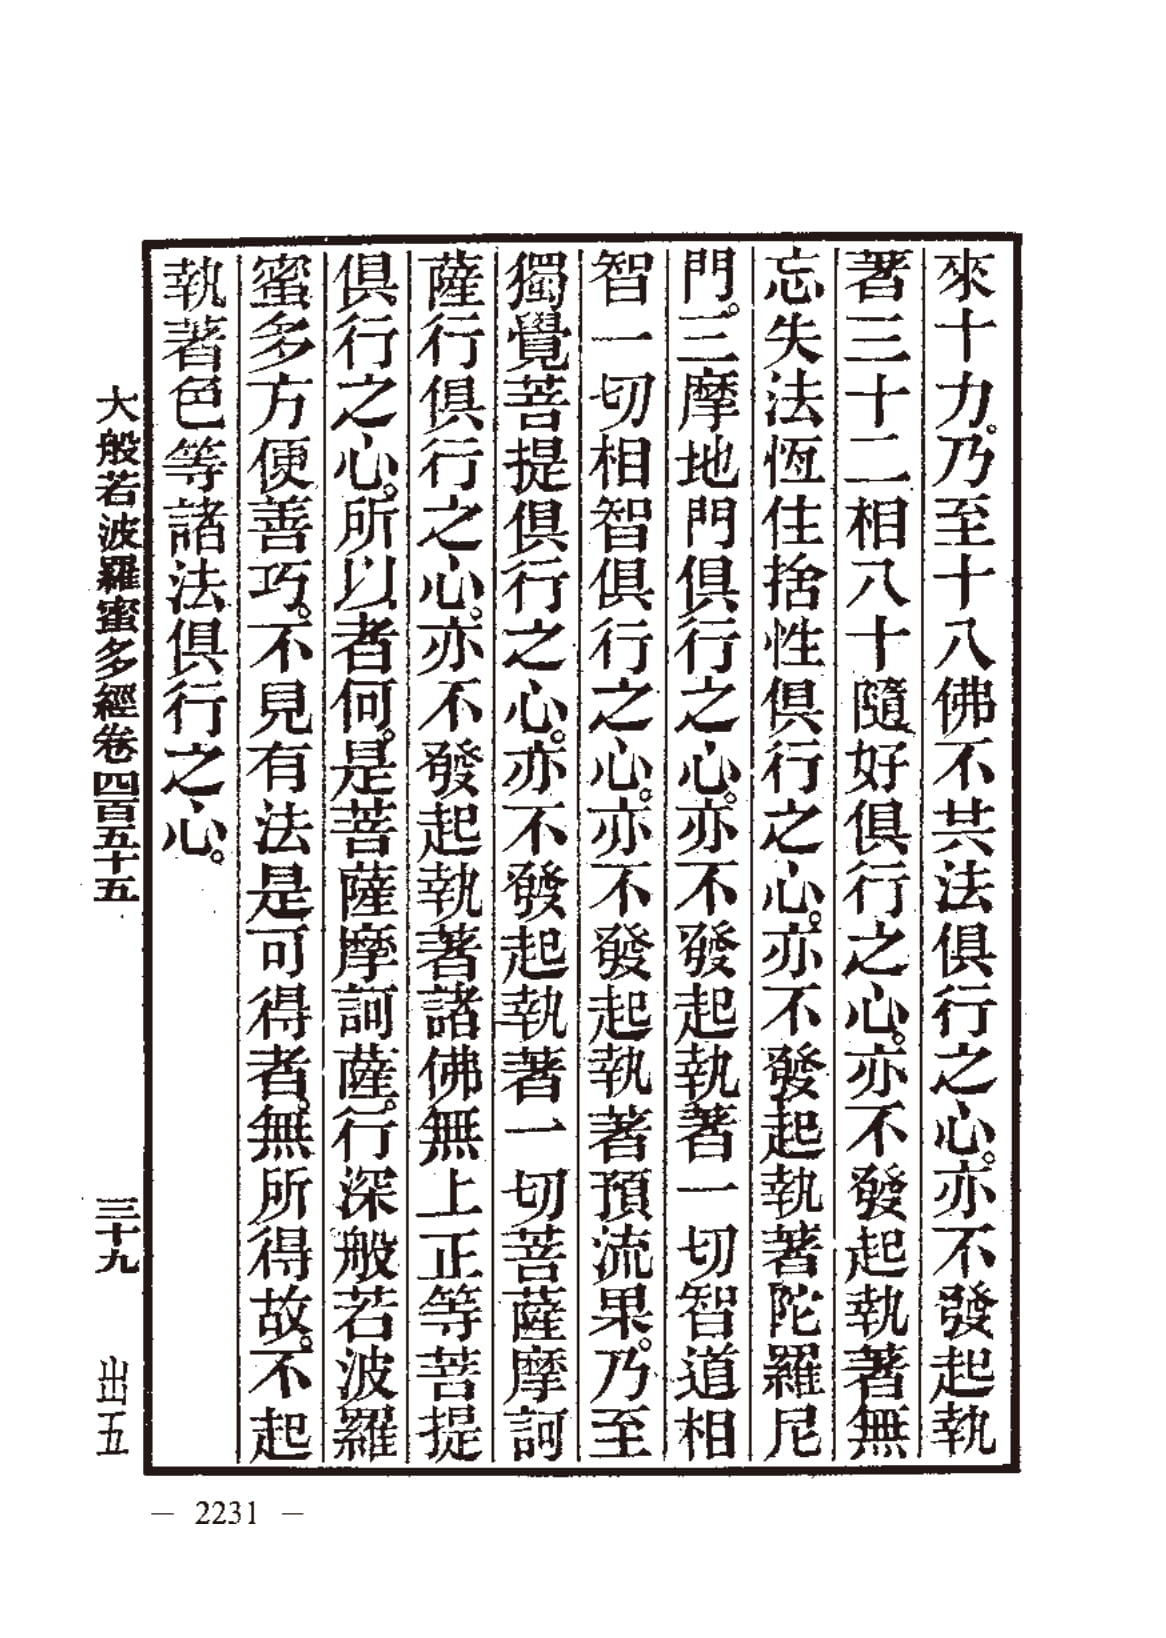 來十力。乃至十八佛不共法俱行之心。亦不發起執
著三十二相八十隨好俱行之心。亦不發起執著無
忘失法恆住捨性俱行之心。亦不發起執著陀羅尼
門。三摩地門俱行之心。亦不發起執著一切智道相
智一切相智俱行之心。亦不發起執著預流果。乃至
獨覺菩提俱行之心。亦不發起執著一切菩薩摩訶
薩行俱行之心。亦不發起執著諸佛無上正等菩提
俱行之心。所以者何。是菩薩摩訶薩。行深般若波羅
蜜多方便善巧。不見有法是可得者。無所得故。不起
執著色等諸法俱行之心。
大般若波羅蜜多經卷四百五十五 三十九 出五
— 2231 —